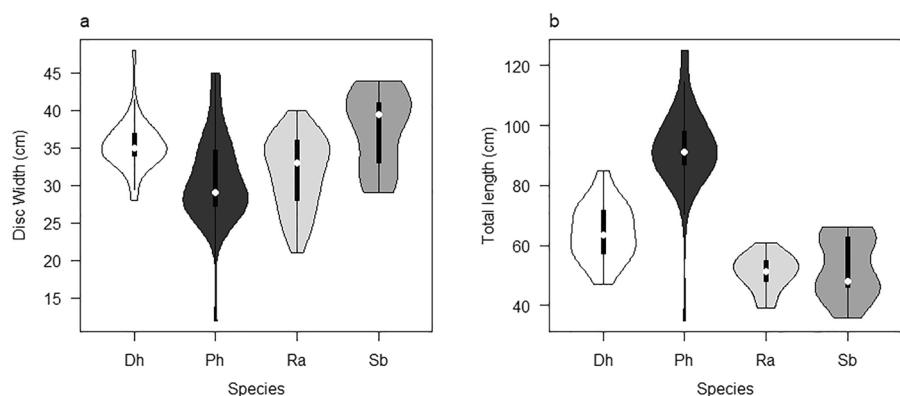 a
Disc Width (cm)
45
40
35
30
25
20
15
Dh Ph Ra Sb
Species
b
Total length (cm)
120
100
80
60
40
Dh Ph Ra Sb
Species